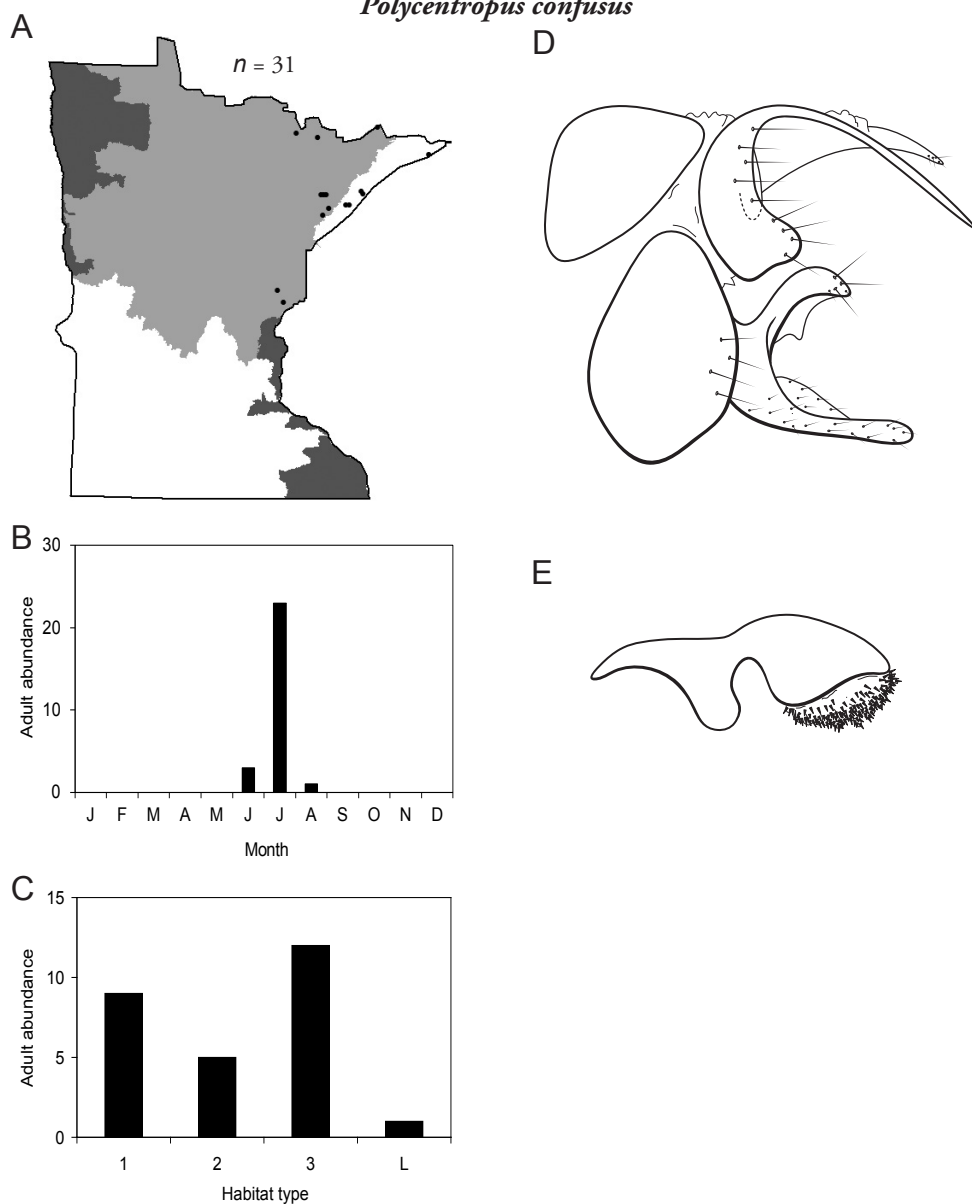 Polycentropus confusus
A
n = 31
D
B
30
20
10
0
Adult abundance
J F M A M J J A S O N D
Month
E
C
15
10
5
0
Adult abundance
1 2 3 L
Habitat type